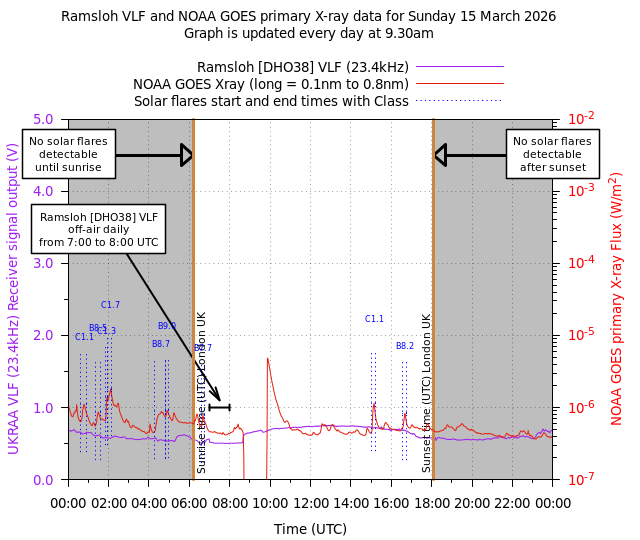 Ramsloh VLF and NOAA GOES primary X-ray data for Sunday 15 March 2026
Graph is updated every day at 9.30am
Ramsloh [DHO38] VLF (23.4kHz)
NOAA GOES Xray (long = 0.1nm to 0.8nm)
Solar flares start and end times with Class
5.0
4.0
3.0
2.0
1.0
0.0
UKRAA VLF (23.4kHz) Receiver signal output (V)
No solar flares
detectable
until sunrise
No solar flares
detectable
after sunset
Ramsloh [DHO38] VLF
off-air daily
from 7:00 to 8:00 UTC
C1.7
B8.5
C1.3
C1.1
B9.0
B8.7
C1.1
B8.2
Sunrise time (UTC) London UK
Sunset time (UTC) London UK
10⁻²
10⁻³
10⁻⁴
10⁻⁵
10⁻⁶
10⁻⁷
NOAA GOES primary X-ray Flux (W/m²)
00:00 02:00 04:00 06:00 08:00 10:00 12:00 14:00 16:00 18:00 20:00 22:00 00:00
Time (UTC)